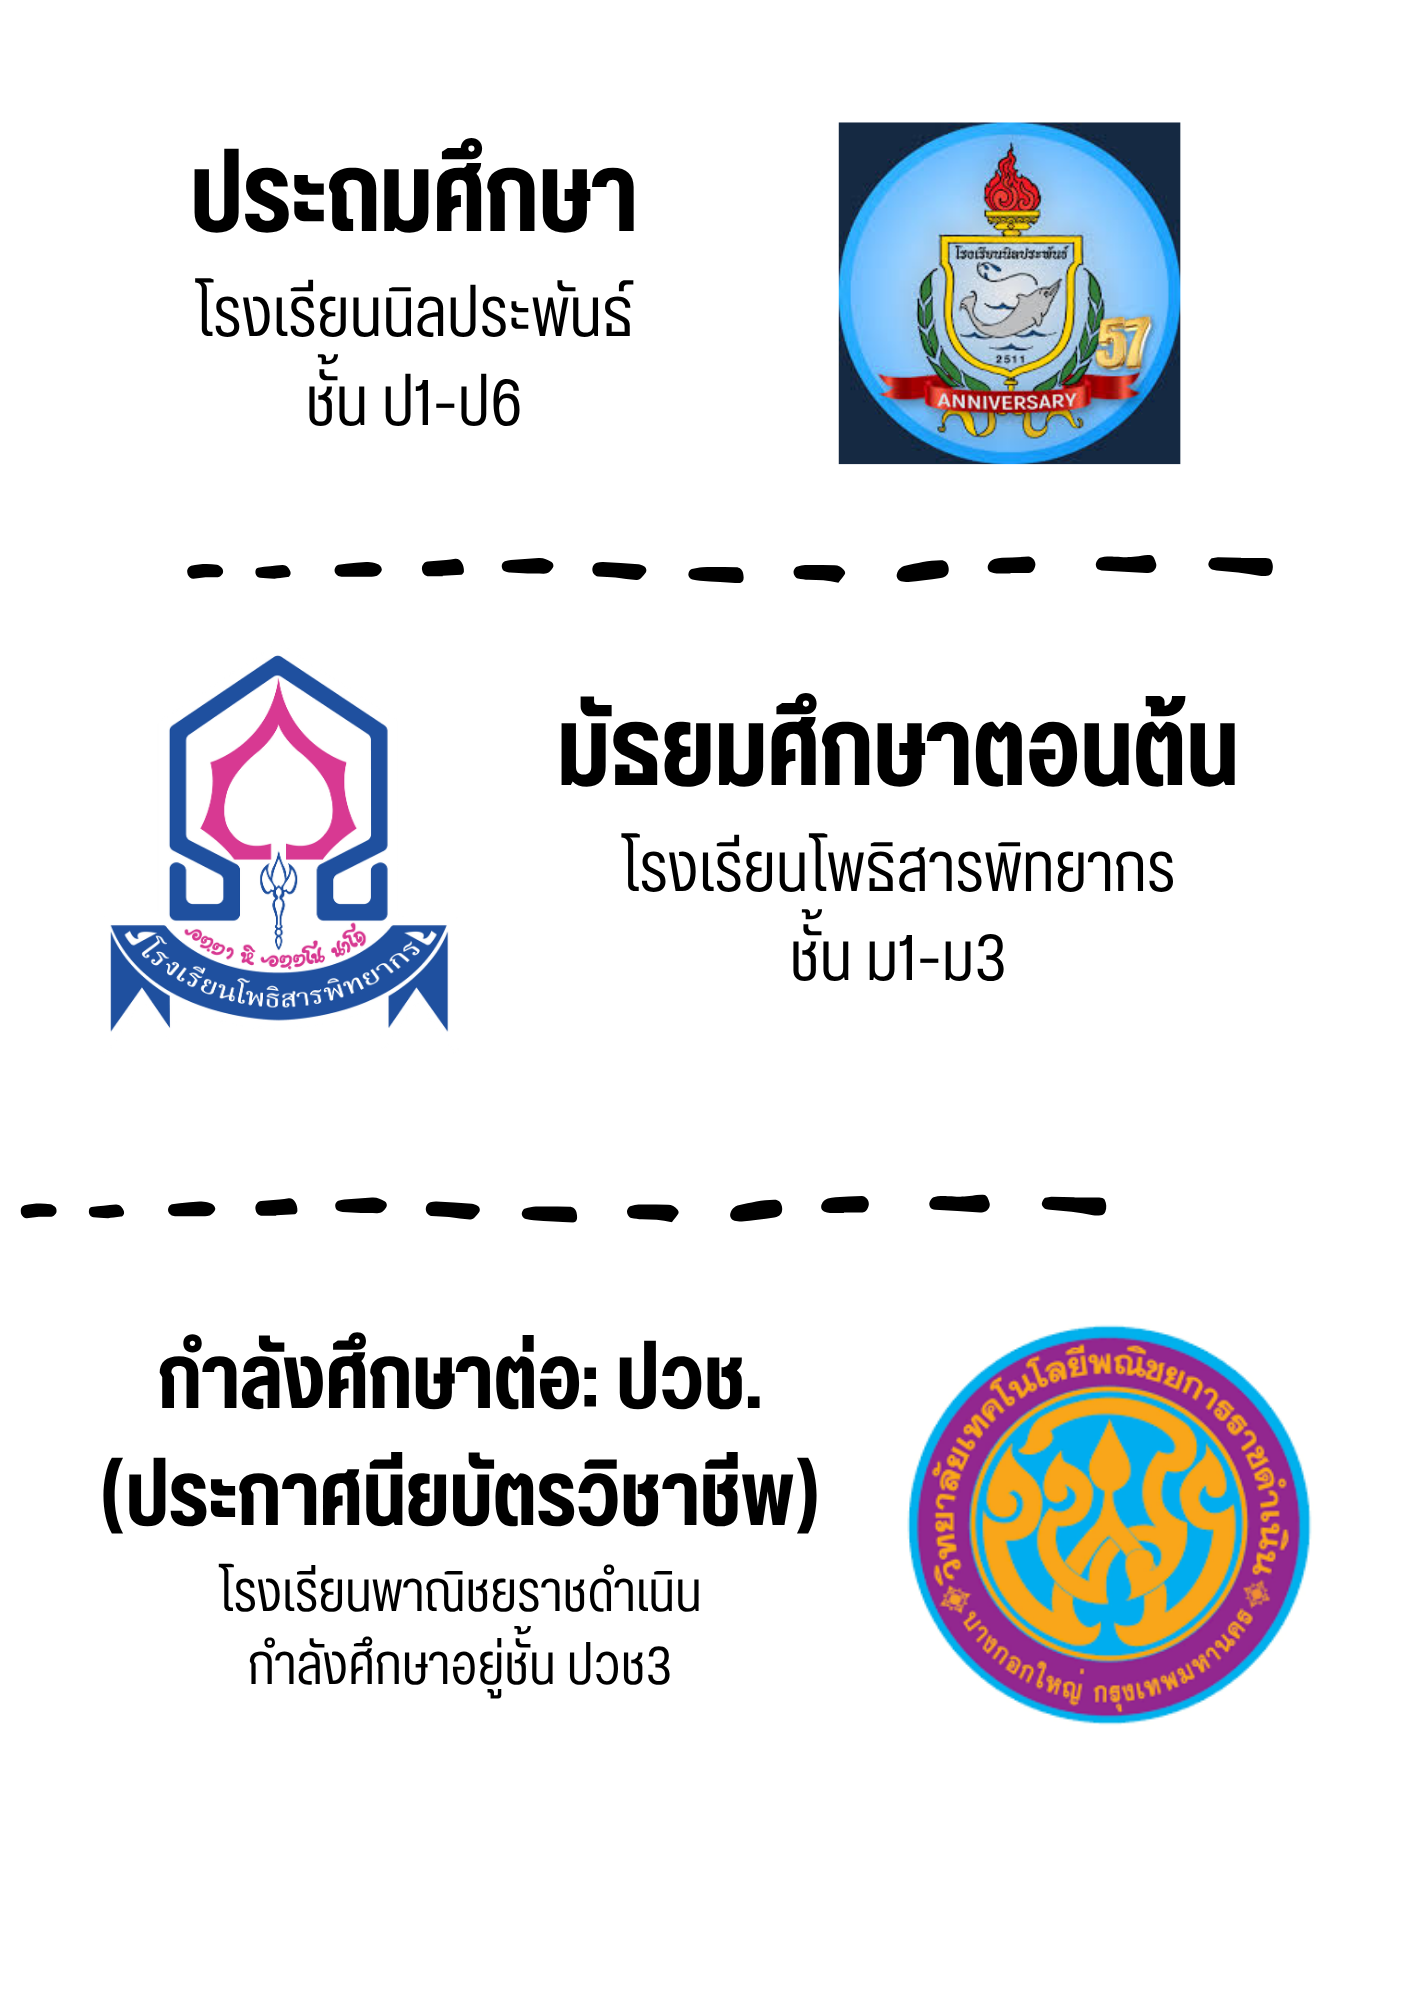 ประถมศึกษา
โรงเรียนนิลประพันธ์
ชั้น ป1-ป6
โรงเรียนนิลประพันธ์
2511
57
ANNIVERSARY
มัธยมศึกษาตอนต้น
โรงเรียนโพธิสารพิทยากร
ชั้น ม1-ม3
อตฺตา หิ อตฺตโน นาโถ
โรงเรียนโพธิสารพิทยากร
กำลังศึกษาต่อ: ปวช.
(ประกาศนียบัตรวิชาชีพ)
โรงเรียนพาณิชยราชดำเนิน
กำลังศึกษาอยู่ชั้น ปวช3
วิทยาลัยเทคโนโลยีพณิชยการราชดำเนิน
บางกอกใหญ่ กรุงเทพมหานคร